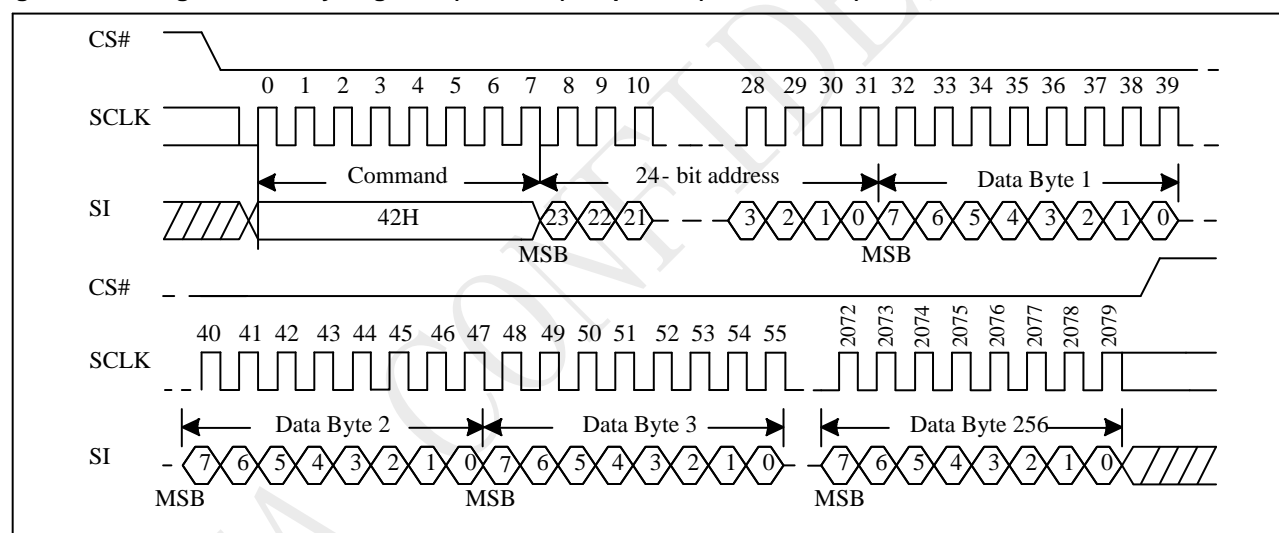 CS#
0 1 2 3 4 5 6 7 8 9 10 28 29 30 31 32 33 34 35 36 37 38 39
SCLK
Command 24- bit address Data Byte 1
SI 42H 23 22 21 3 2 1 0 7 6 5 4 3 2 1 0
MSB MSB
CS#
40 41 42 43 44 45 46 47 48 49 50 51 52 53 54 55 2072 2073 2074 2075 2076 2077 2078 2079
SCLK
Data Byte 2 Data Byte 3 Data Byte 256
SI 7 6 5 4 3 2 1 0 7 6 5 4 3 2 1 0 7 6 5 4 3 2 1 0
MSB MSB MSB